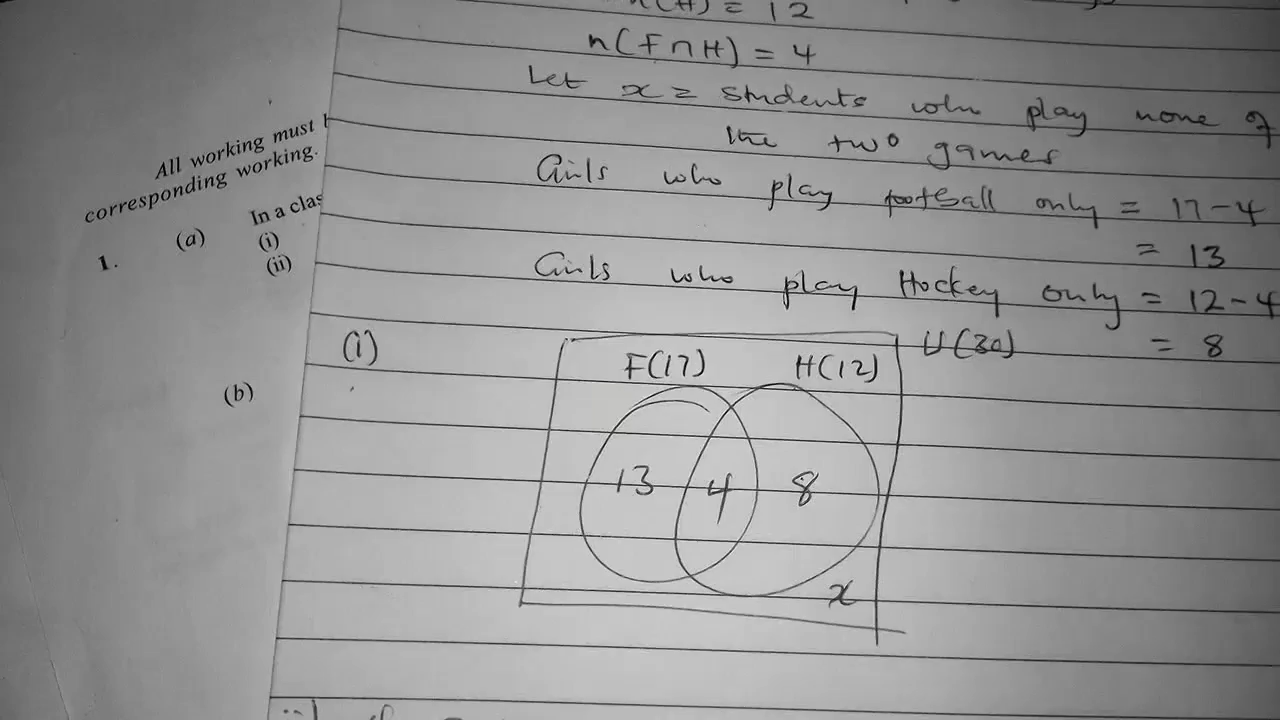 n(H) = 12
n(F∩H) = 4
Let x = students who play none of
the two games
Girls who play football only = 17-4
= 13
Girls who play Hockey only = 12-4
= 8
(i)
U(30)
F(17) H(12)
13 4 8
x
All working must
corresponding working.
1. (a) In a clas
(i)
(ii)
(b)